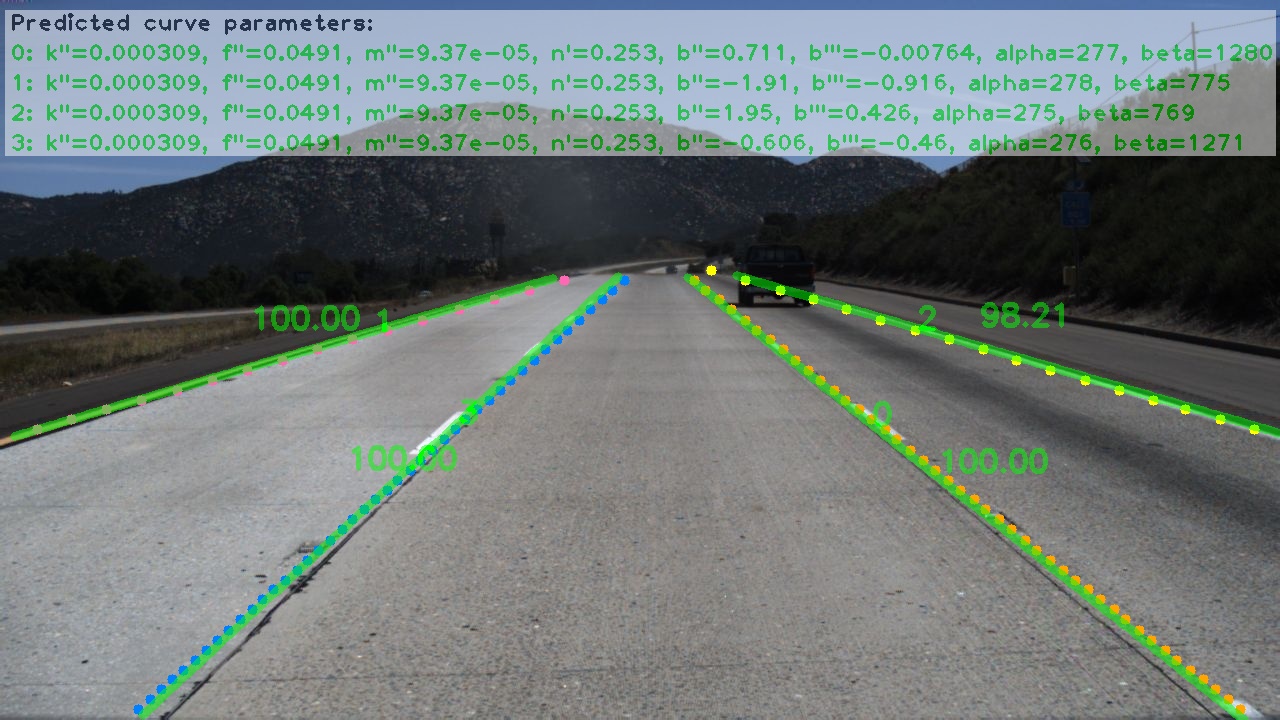 Predicted curve parameters:
0: k''=0.000309, f''=0.0491, m''=9.37e-05, n'=0.253, b''=0.711, b'''=-0.00764, alpha=277, beta=1280
1: k''=0.000309, f''=0.0491, m''=9.37e-05, n'=0.253, b''=-1.91, b'''=-0.916, alpha=278, beta=775
2: k''=0.000309, f''=0.0491, m''=9.37e-05, n'=0.253, b''=1.95, b'''=0.426, alpha=275, beta=769
3: k''=0.000309, f''=0.0491, m''=9.37e-05, n'=0.253, b''=-0.606, b'''=-0.46, alpha=276, beta=1271
100.00 1
2 98.21
0
100.00
100.00